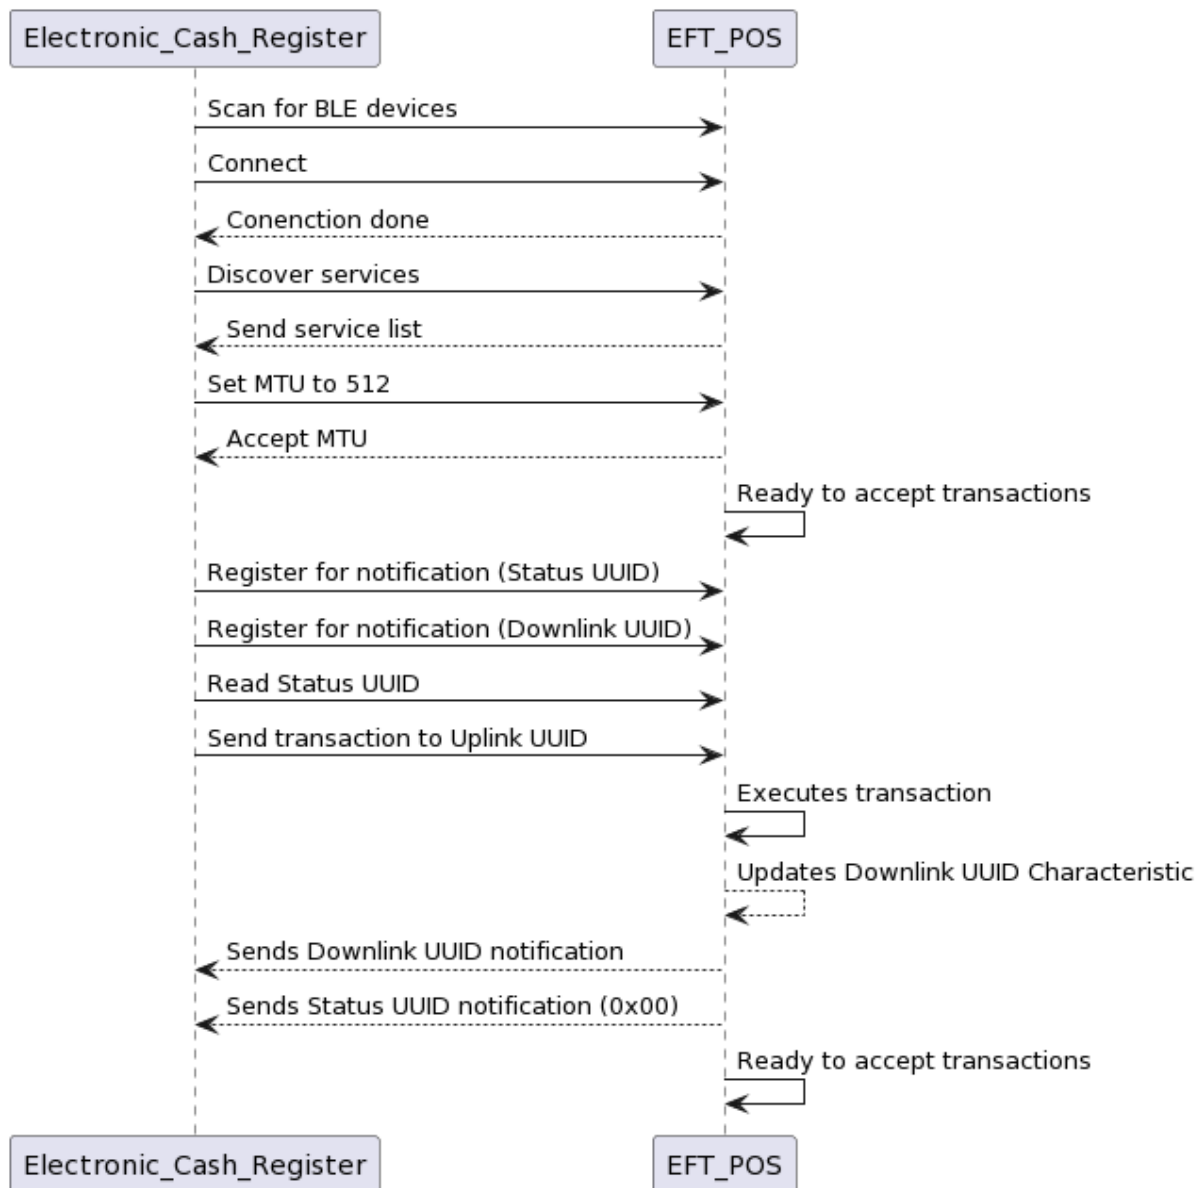 Electronic_Cash_Register
EFT_POS
Scan for BLE devices
Connect
Conenction done
Discover services
Send service list
Set MTU to 512
Accept MTU
Ready to accept transactions
Register for notification (Status UUID)
Register for notification (Downlink UUID)
Read Status UUID
Send transaction to Uplink UUID
Executes transaction
Updates Downlink UUID Characteristic
Sends Downlink UUID notification
Sends Status UUID notification (0x00)
Ready to accept transactions
Electronic_Cash_Register
EFT_POS